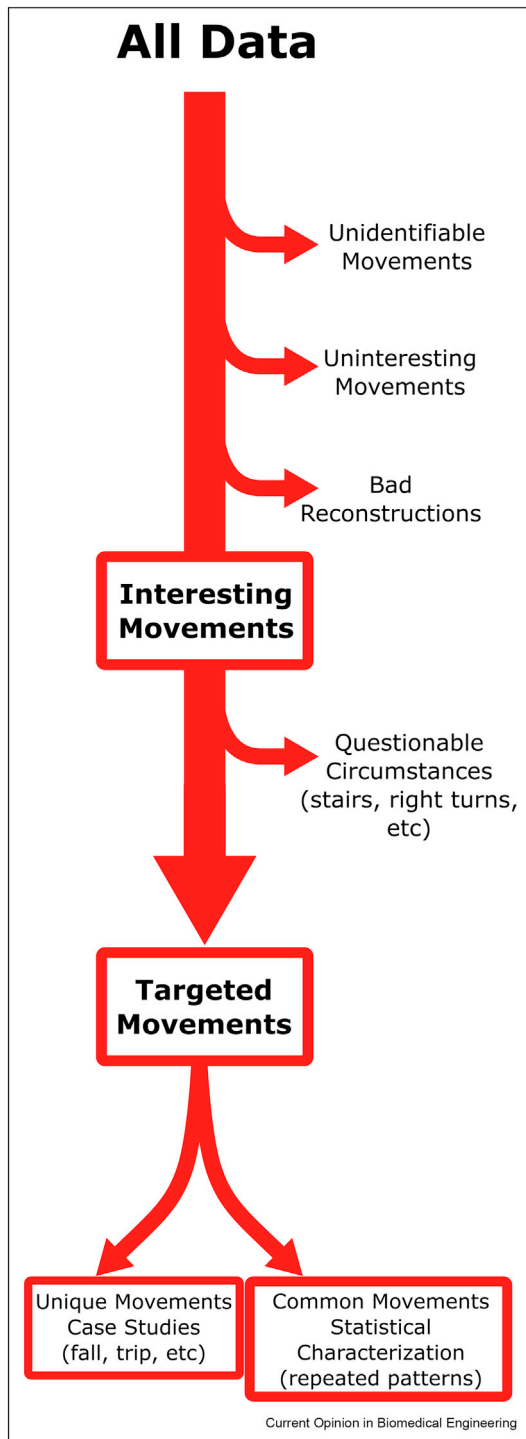 All Data
Unidentifiable
Movements
Uninteresting
Movements
Bad
Reconstructions
Interesting
Movements
Questionable
Circumstances
(stairs, right turns,
etc)
Targeted
Movements
Unique Movements
Case Studies
(fall, trip, etc)
Common Movements
Statistical
Characterization
(repeated patterns)
Current Opinion in Biomedical Engineering